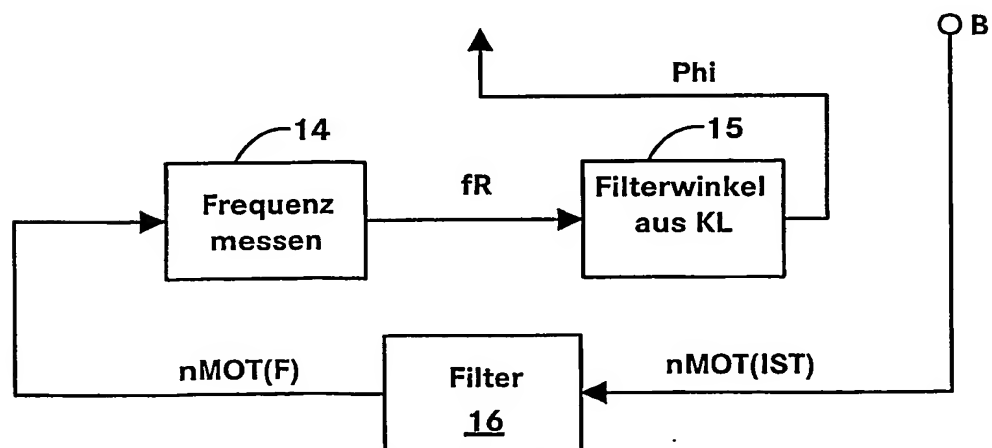 B
Phi
14
15
Frequenz
messen
fR
Filterwinkel
aus KL
nMOT(F)
Filter
16
nMOT(IST)